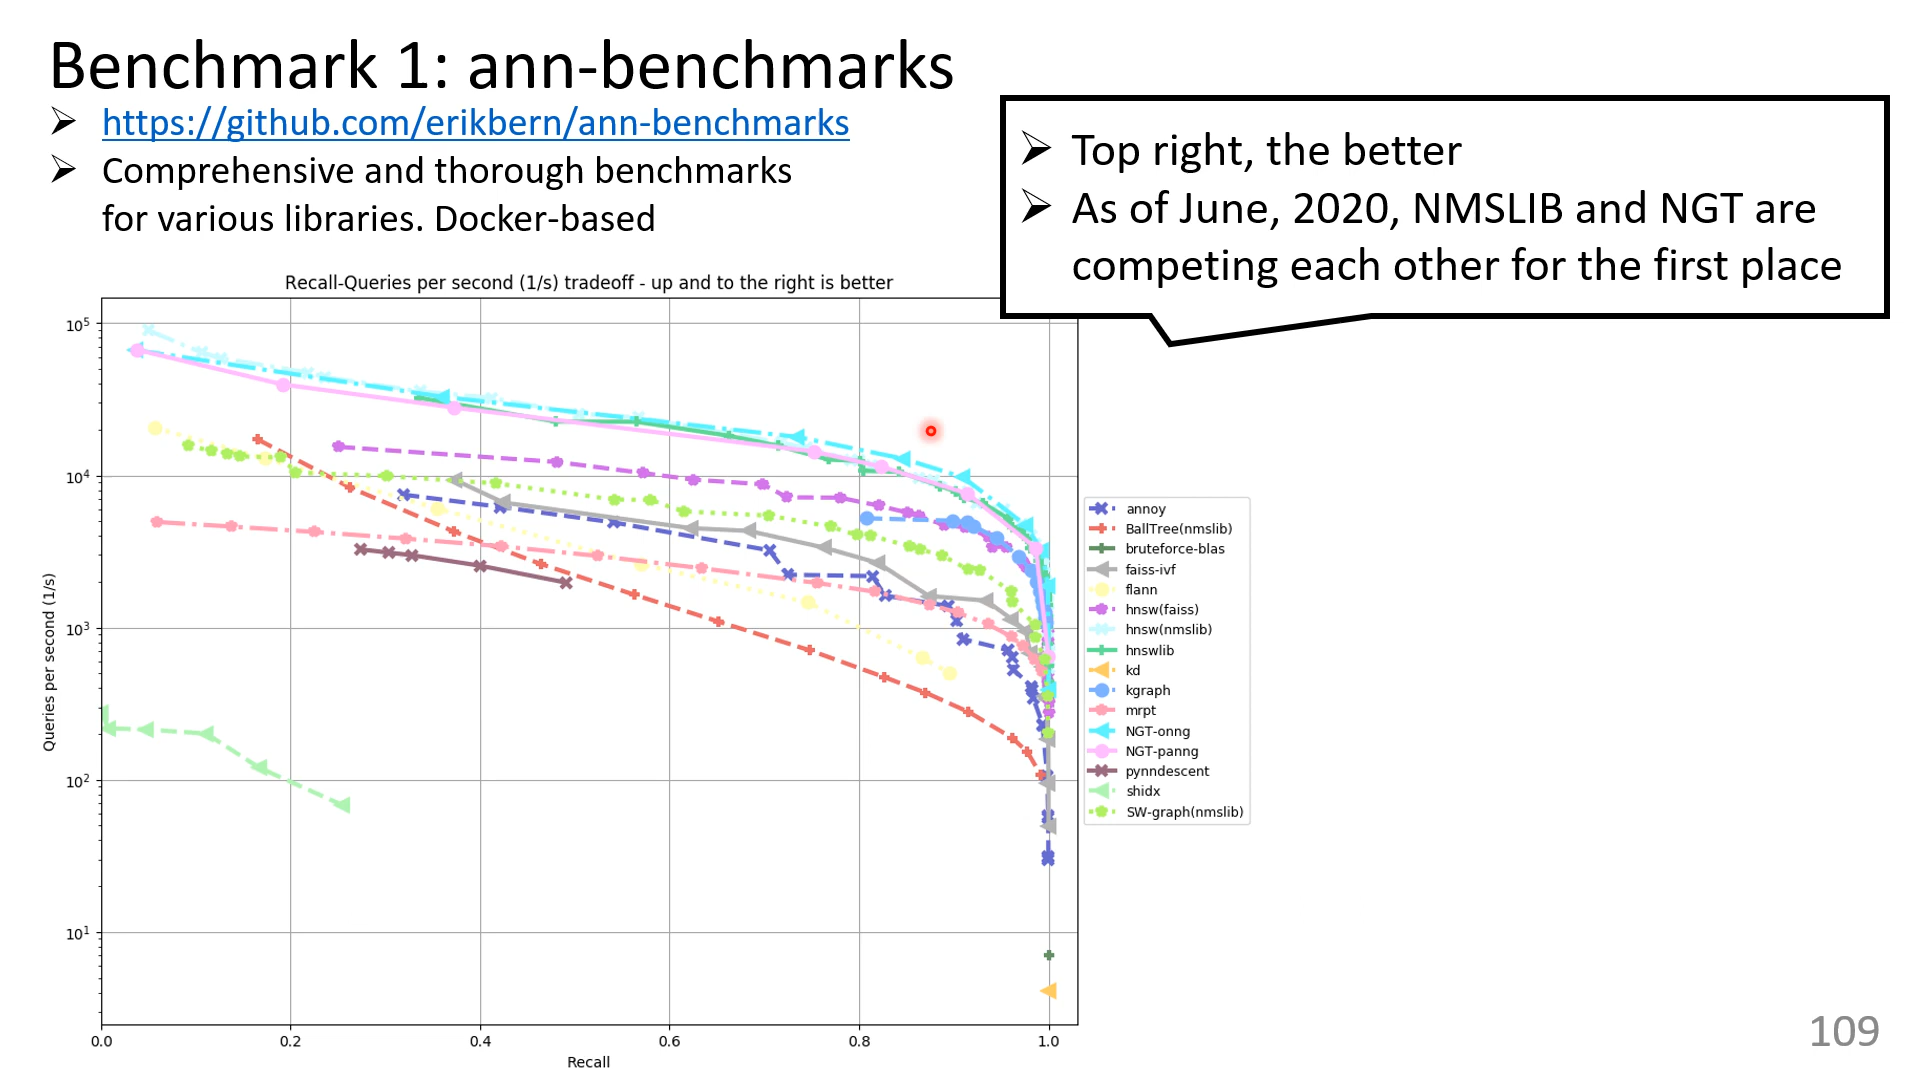 Benchmark 1: ann-benchmarks
➢ https://github.com/erikbern/ann-benchmarks
➢ Comprehensive and thorough benchmarks
for various libraries. Docker-based
➢ Top right, the better
➢ As of June, 2020, NMSLIB and NGT are
competing each other for the first place
Recall-Queries per second (1/s) tradeoff - up and to the right is better
Queries per second (1/s)
10⁵
10⁴
10³
10²
10¹
0.0 0.2 0.4 0.6 0.8 1.0
Recall
annoy
BallTree(nmslib)
bruteforce-blas
faiss-ivf
flann
hnsw(faiss)
hnsw(nmslib)
hnswlib
kd
kgraph
mrpt
NGT-onng
NGT-panng
pynndescent
shidx
SW-graph(nmslib)
109